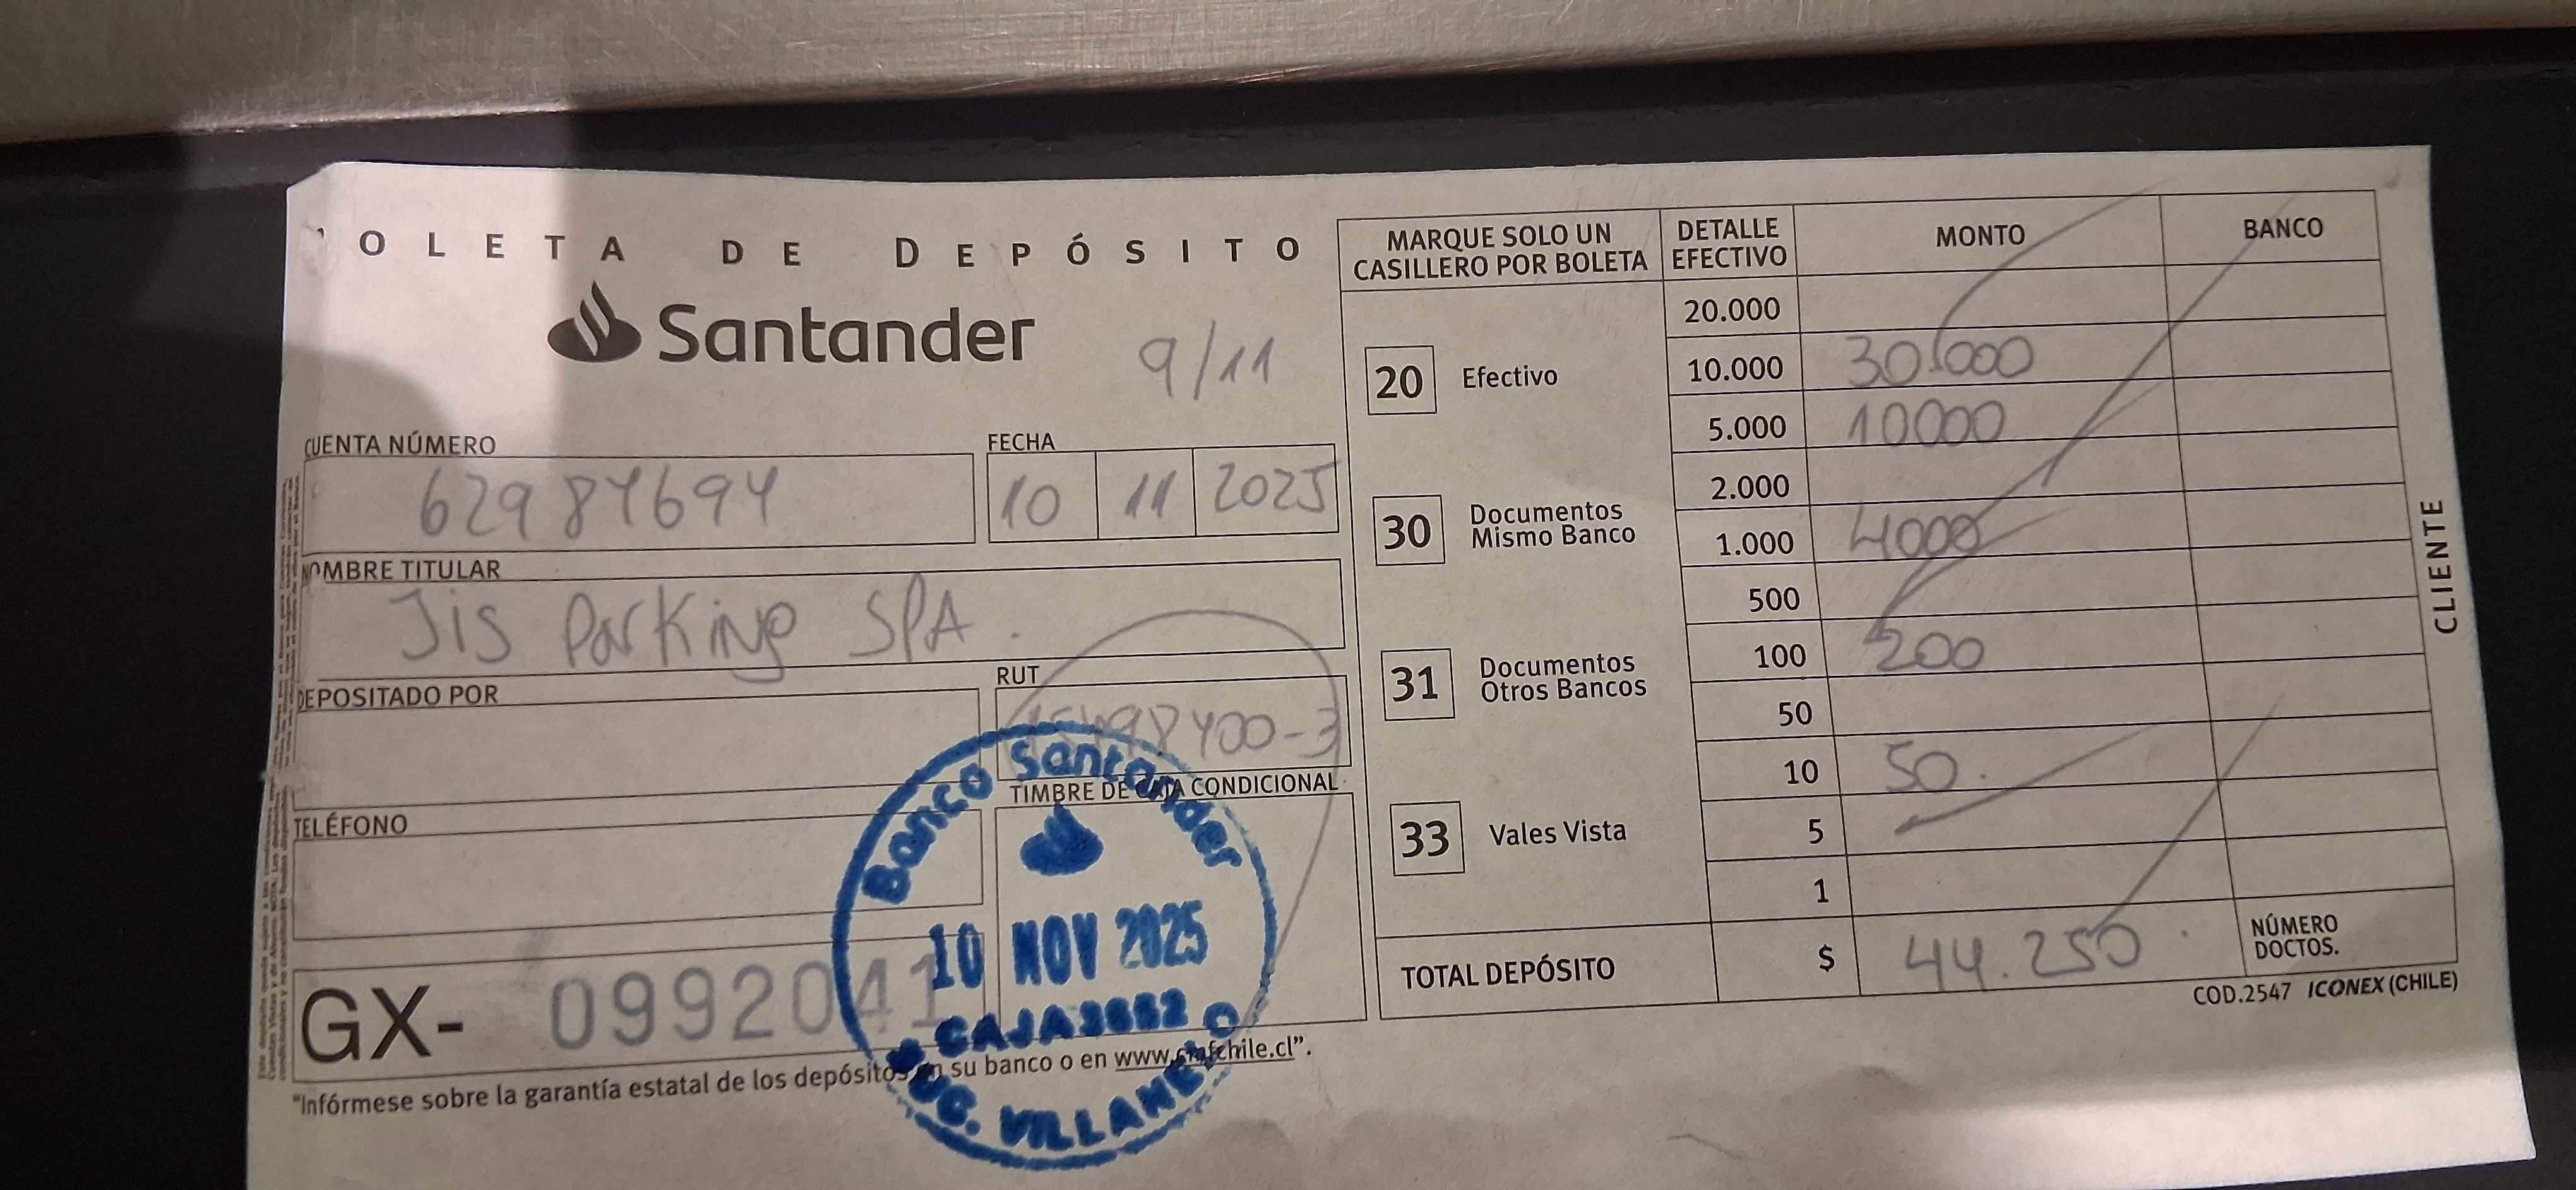 OLETA DE DEPÓSITO
Santander
9/11
CUENTA NÚMERO
62987694
FECHA
10 11 2025
NOMBRE TITULAR
Jis Parking SPA.
DEPOSITADO POR
RUT
TELÉFONO
TIMBRE DE CAJA CONDICIONAL
GX- 0992041
Banco Santander
10 NOV 2025
SUC. VILLANELO
"Infórmese sobre la garantía estatal de los depósitos en su banco o en www.cmfchile.cl".
MARQUE SOLO UN
CASILLERO POR BOLETA
20 Efectivo
30 Documentos
Mismo Banco
31 Documentos
Otros Bancos
33 Vales Vista
DETALLE
EFECTIVO
MONTO
BANCO
20.000
10.000 30.000
5.000 10000
2.000
1.000 4000
500
100 200
50
10 50.
5
1
TOTAL DEPÓSITO $ 44.250
NÚMERO
DOCTOS.
COD.2547 ICONEX (CHILE)
CLIENTE